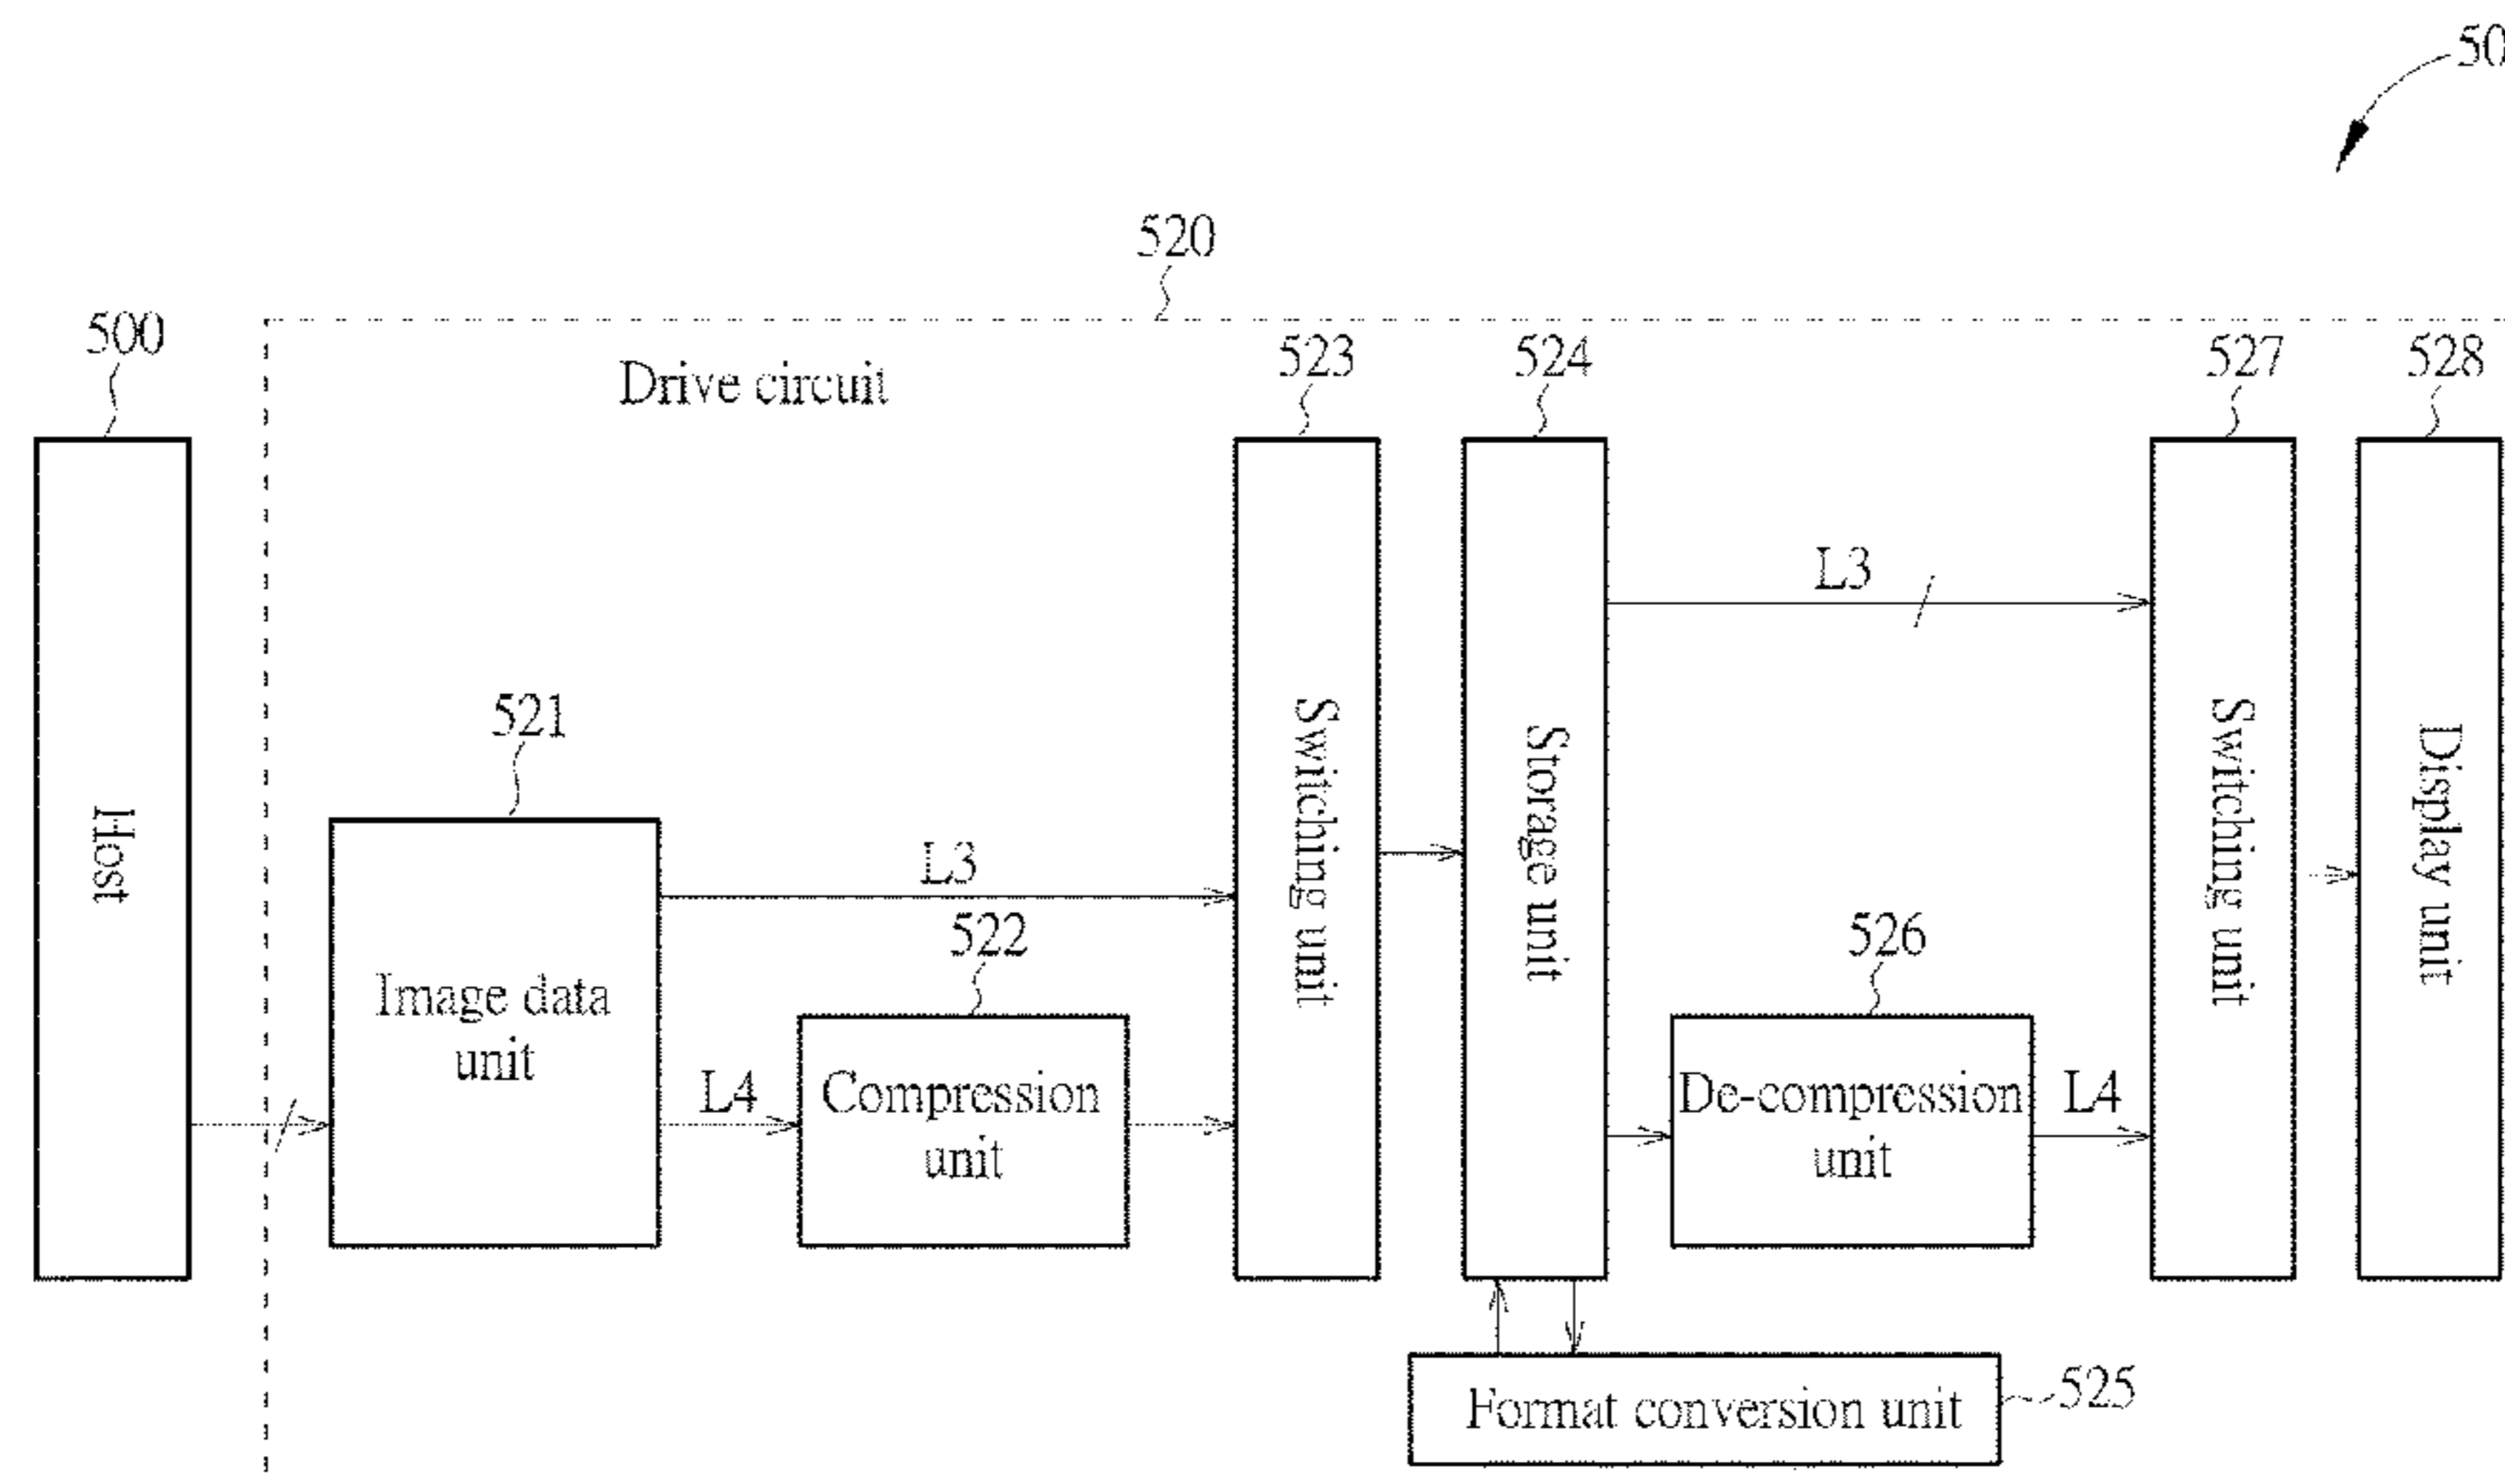 50
520
500
Drive circuit
523
524
527
528
L3
521
Host
Switching unit
Storage unit
Switching unit
Display unit
L3
522
526
Image data
unit
L4
Compression
unit
De-compression
unit
L4
Format conversion unit
525